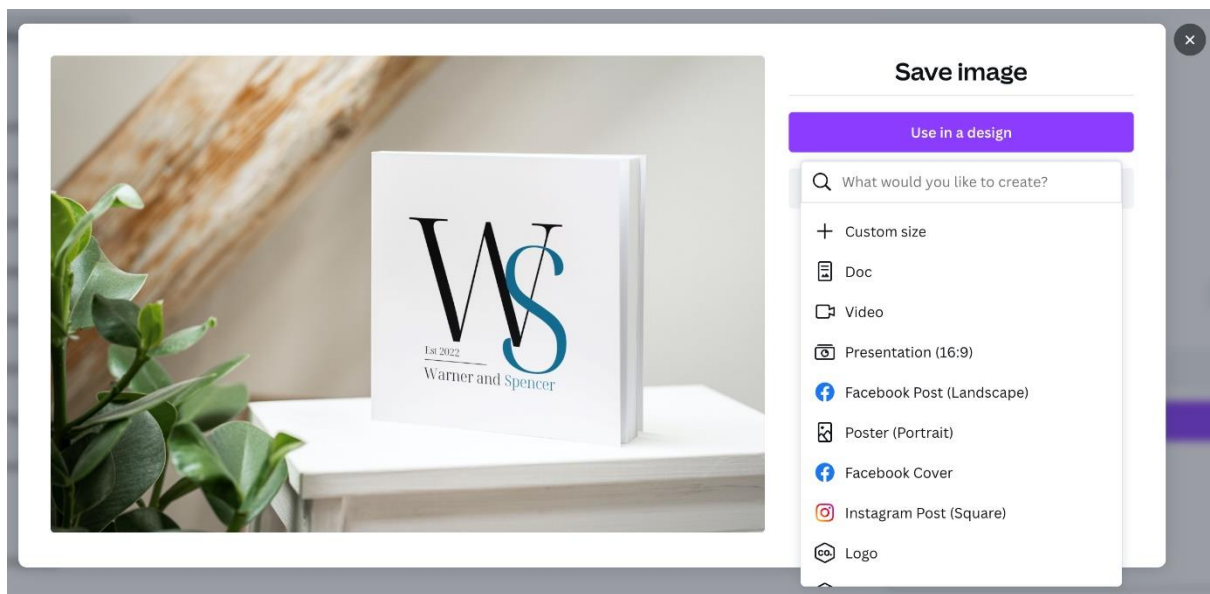 Save image
Use in a design
What would you like to create?
Custom size
Doc
Video
Presentation (16:9)
Facebook Post (Landscape)
Poster (Portrait)
Facebook Cover
Instagram Post (Square)
CO.
Logo
WS
Est 2022
Warner and Spencer